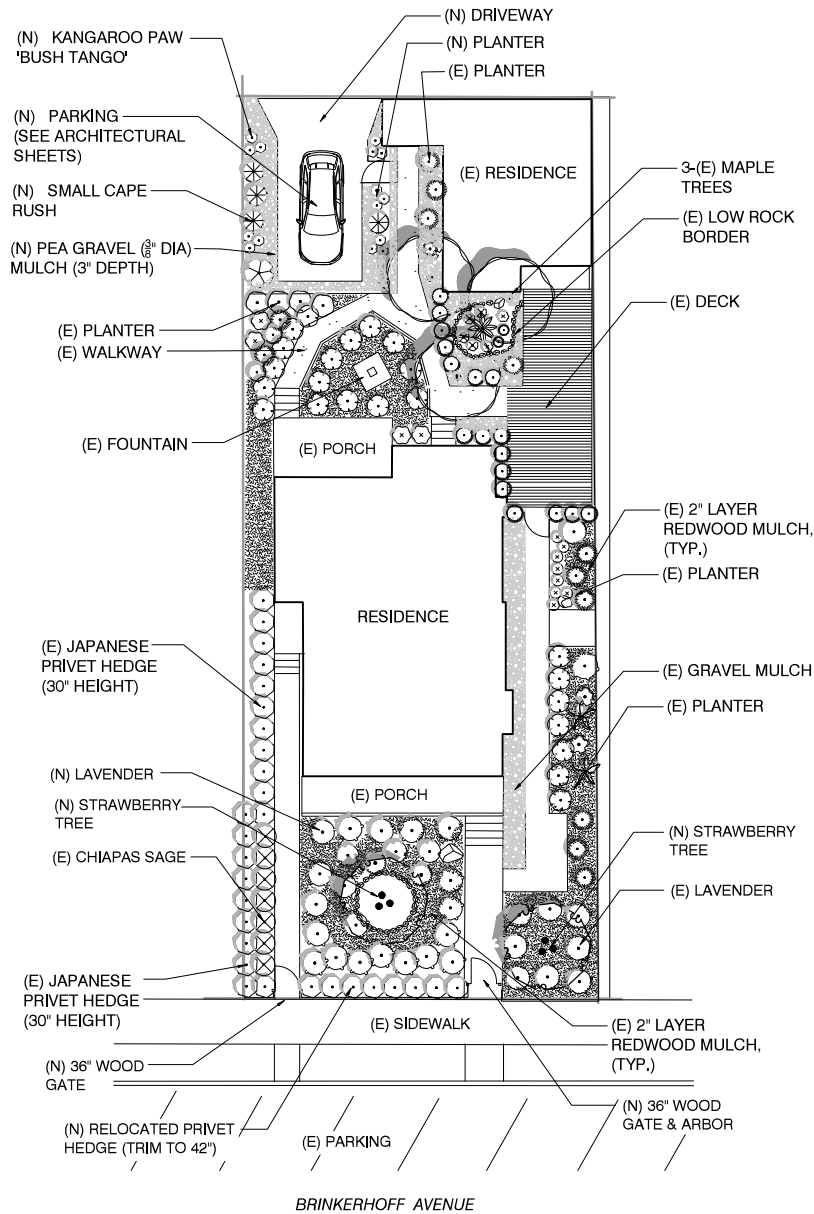 (N) DRIVEWAY
(N) KANGAROO PAW
'BUSH TANGO'
(N) PLANTER
(E) PLANTER
(N) PARKING
(SEE ARCHITECTURAL
SHEETS)
(E) RESIDENCE
3-(E) MAPLE
TREES
(N) SMALL CAPE
RUSH
(E) LOW ROCK
BORDER
(N) PEA GRAVEL (3/8" DIA)
MULCH (3" DEPTH)
(E) DECK
(E) PLANTER
(E) WALKWAY
(E) FOUNTAIN
(E) PORCH
(E) 2" LAYER
REDWOOD MULCH,
(TYP.)
(E) PLANTER
RESIDENCE
(E) JAPANESE
PRIVET HEDGE
(30" HEIGHT)
(E) GRAVEL MULCH
(E) PLANTER
(N) LAVENDER
(E) PORCH
(N) STRAWBERRY
TREE
(N) STRAWBERRY
TREE
(E) CHIAPAS SAGE
(E) LAVENDER
(E) JAPANESE
PRIVET HEDGE
(30" HEIGHT)
(E) SIDEWALK
(E) 2" LAYER
REDWOOD MULCH,
(TYP.)
(N) 36" WOOD
GATE
(N) 36" WOOD
GATE & ARBOR
(N) RELOCATED PRIVET
HEDGE (TRIM TO 42")
(E) PARKING
BRINKERHOFF AVENUE